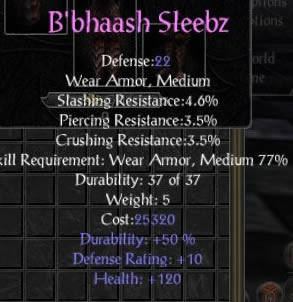 B'bhaash Sleebz
Defense:22
Wear Armor, Medium
Slashing Resistance:4.6%
Piercing Resistance:3.5%
Crushing Resistance:3.5%
kill Requirement: Wear Armor, Medium 77%
Durability: 37 of 37
Weight: 5
Cost:25320
Durability: +50 %
Defense Rating: +10
Health: +120
ptions
orld